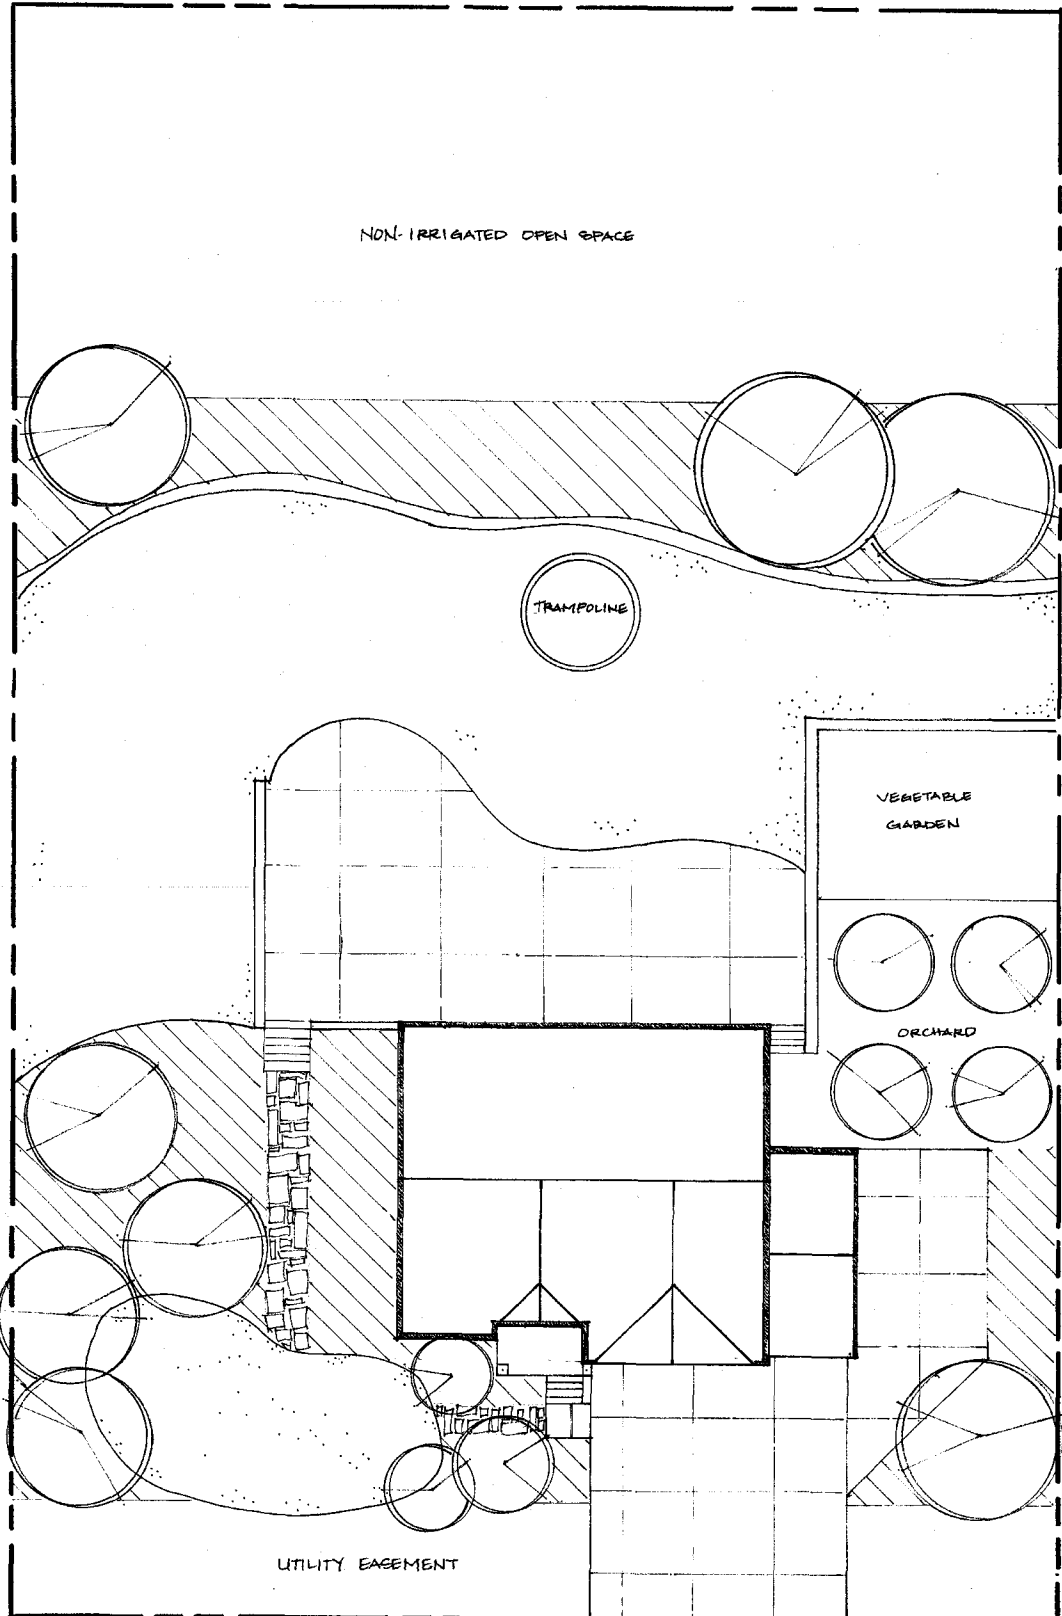 NON-IRRIGATED OPEN SPACE
TRAMPOLINE
VEGETABLE
GARDEN
ORCHARD
UTILITY EASEMENT